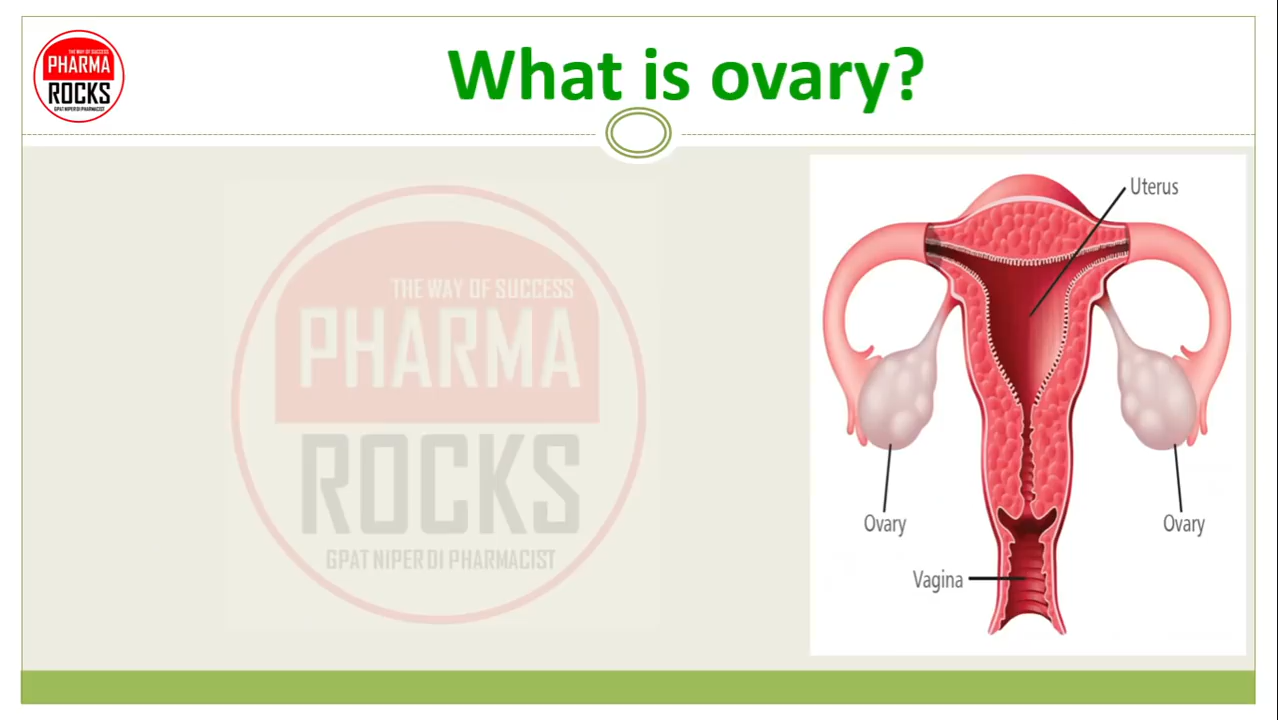 THE WAY OF SUCCESS
PHARMA
ROCKS
GPAT NIPER DI PHARMACIST
What is ovary?
THE WAY OF SUCCESS
PHARMA
ROCKS
GPAT NIPER DI PHARMACIST
Uterus
Ovary
Ovary
Vagina